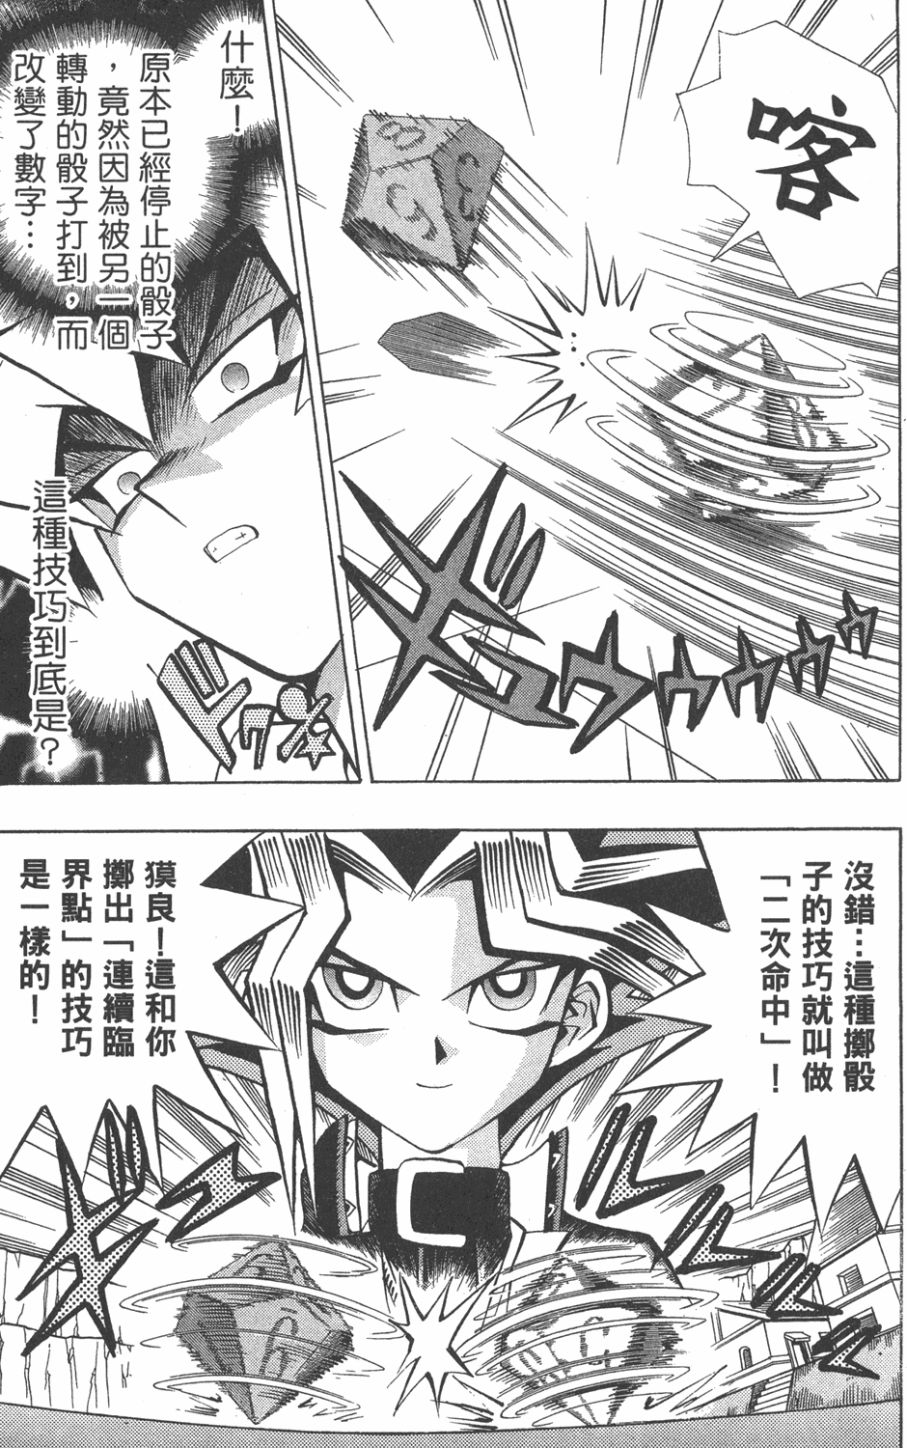 喀
ギュウウウウウ
什麼！
原本已經停止的骰子
，竟然因為被另一個
轉動的骰子打到，而
改變了數字…
這種技巧到底是？
ドクン
沒錯…這種擲骰
子的技巧就叫做
「二次命中」！
獏良！這和你
擲出「連續臨
界點」的技巧
是一樣的！